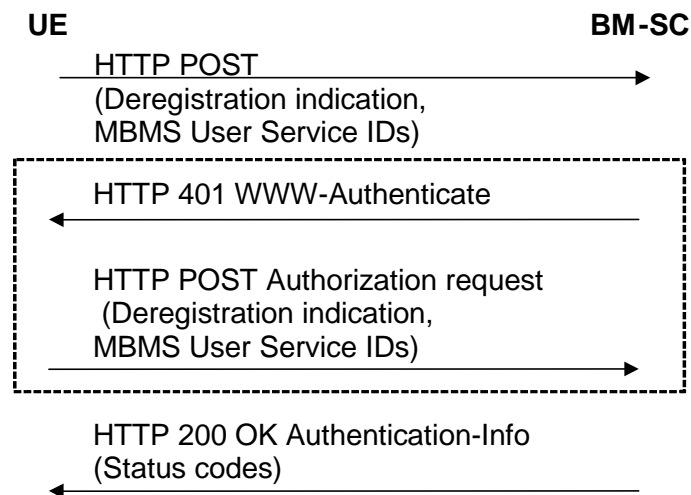 UE BM-SC
HTTP POST
(Deregistration indication,
MBMS User Service IDs)
HTTP 401 WWW-Authenticate
HTTP POST Authorization request
(Deregistration indication,
MBMS User Service IDs)
HTTP 200 OK Authentication-Info
(Status codes)